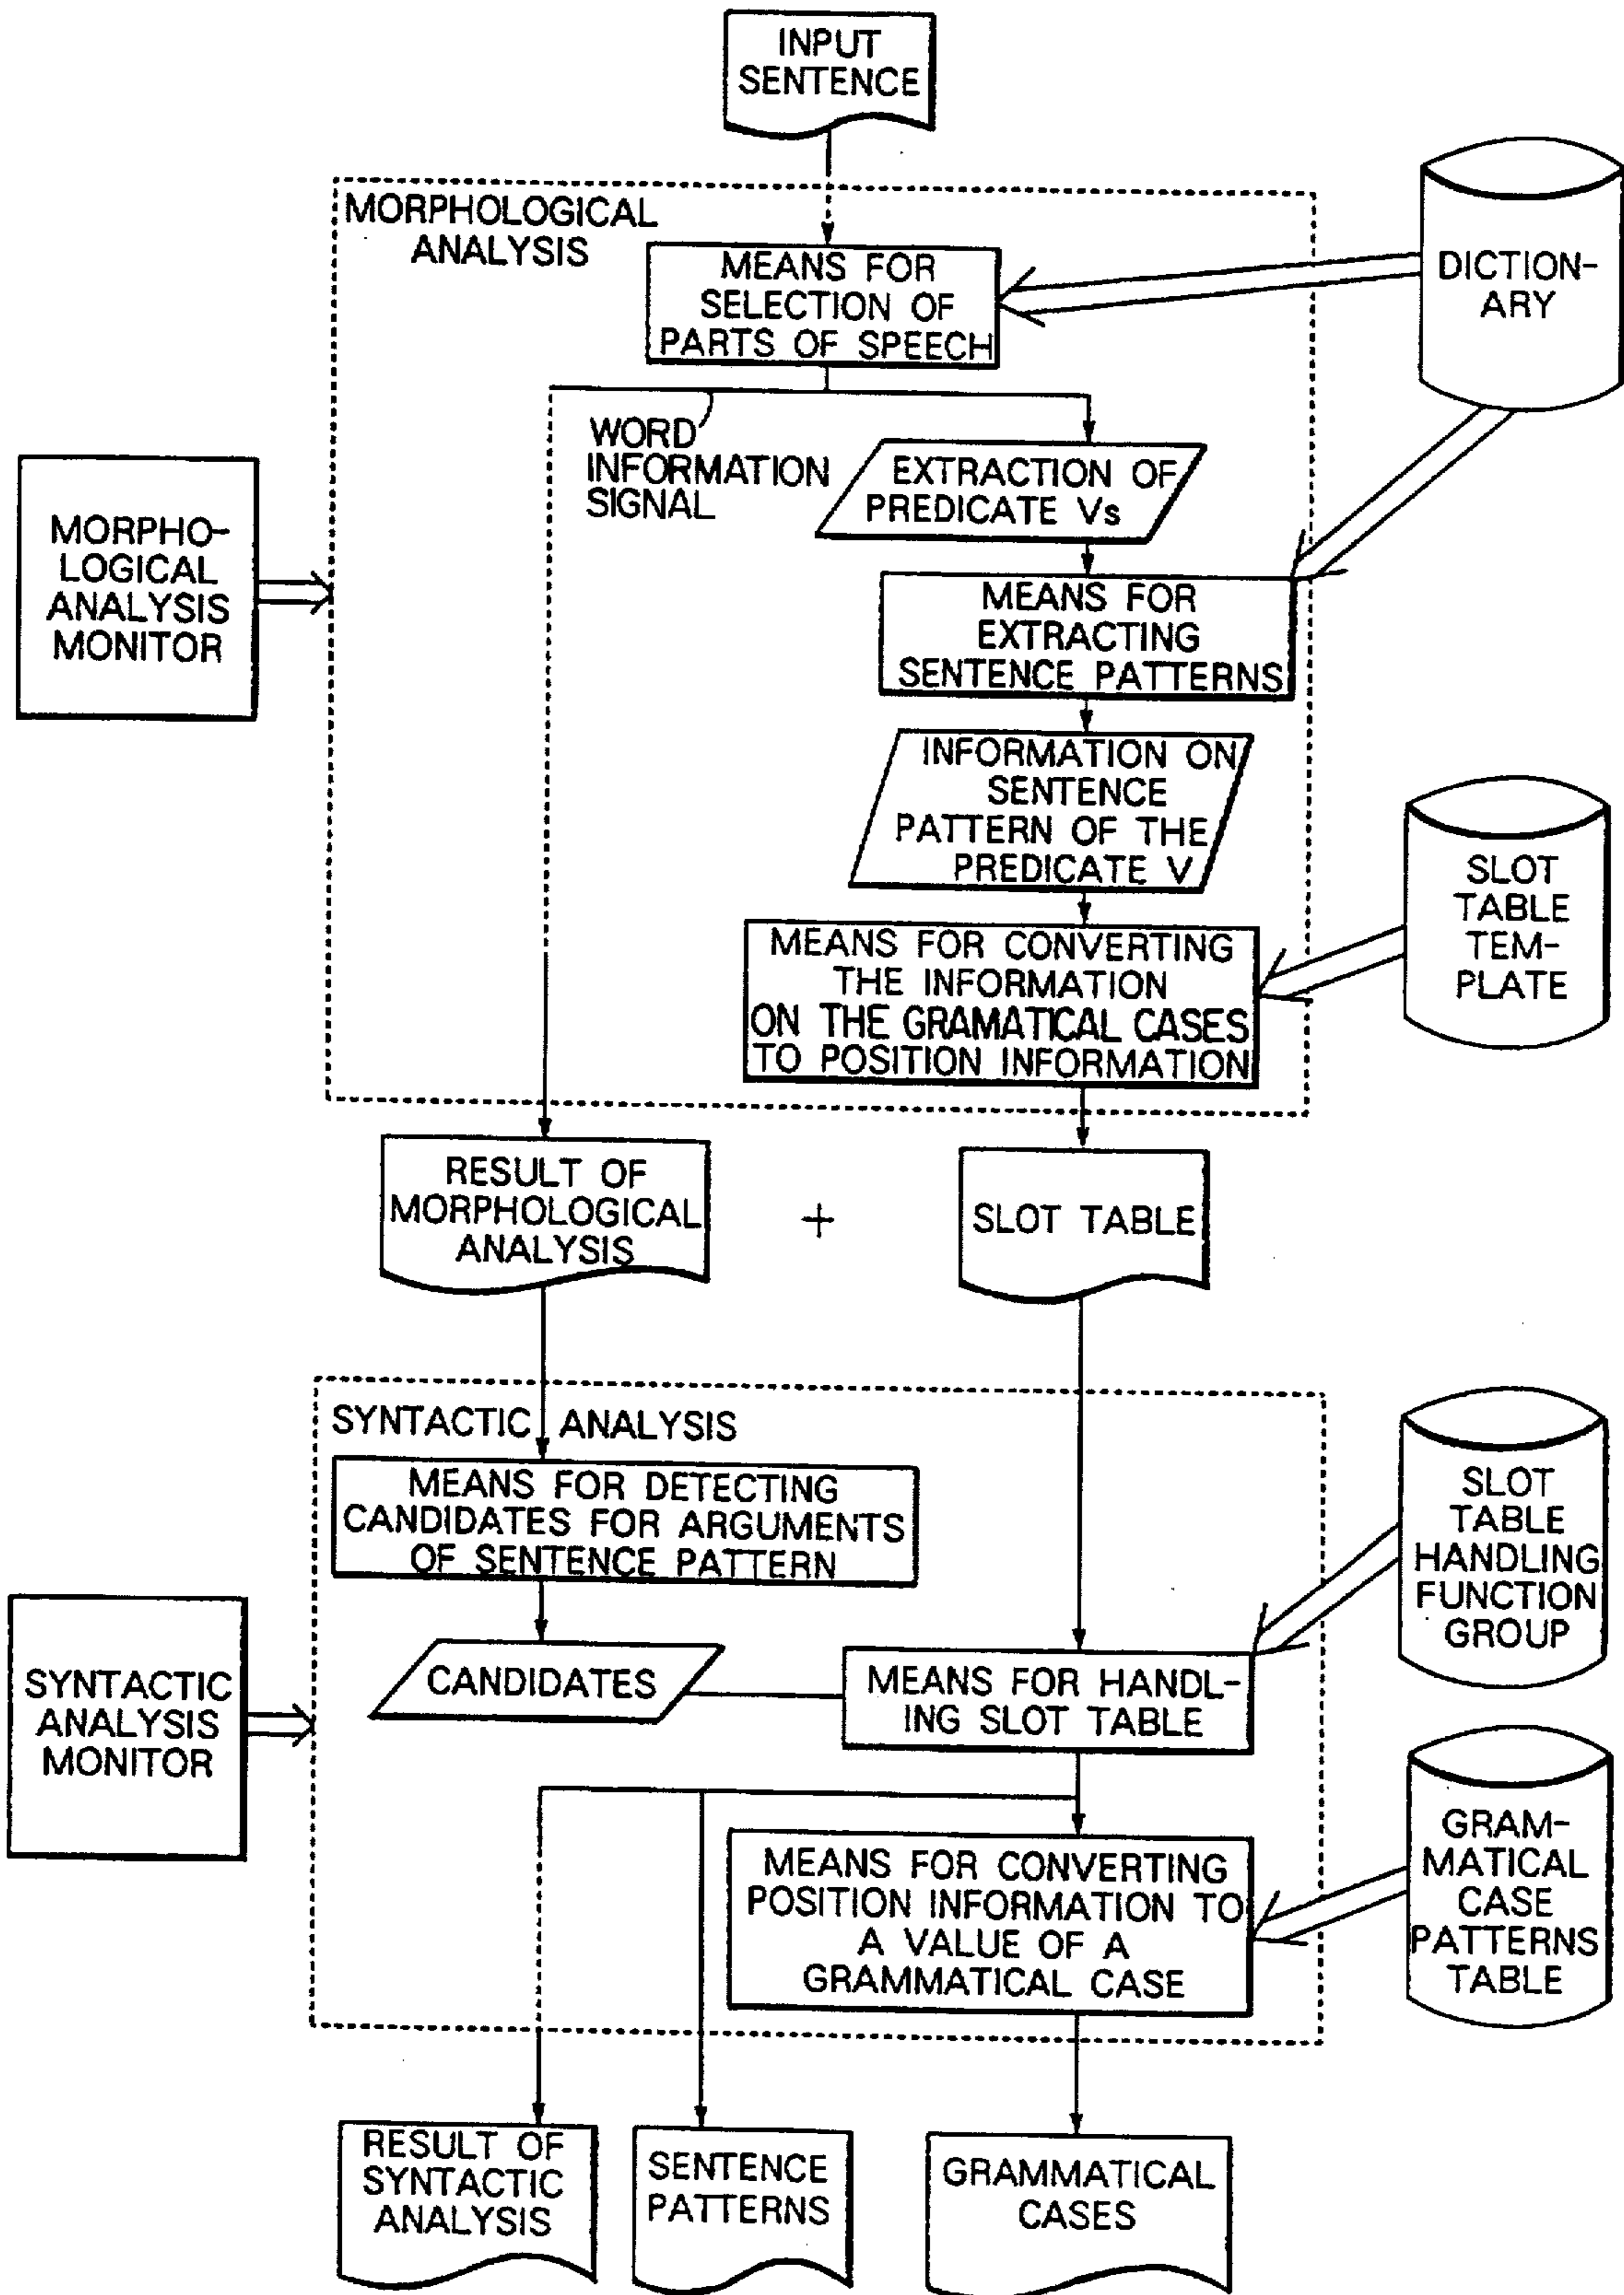 INPUT
SENTENCE
MORPHOLOGICAL
ANALYSIS
MEANS FOR
SELECTION OF
PARTS OF SPEECH
DICTION-
ARY
WORD
INFORMATION
SIGNAL
EXTRACTION OF
PREDICATE Vs
MORPHO-
LOGICAL
ANALYSIS
MONITOR
MEANS FOR
EXTRACTING
SENTENCE PATTERNS
INFORMATION ON
SENTENCE
PATTERN OF THE
PREDICATE V
SLOT
TABLE
TEM-
PLATE
MEANS FOR CONVERTING
THE INFORMATION
ON THE GRAMATICAL CASES
TO POSITION INFORMATION
RESULT OF
MORPHOLOGICAL
ANALYSIS
+
SLOT TABLE
SYNTACTIC ANALYSIS
MEANS FOR DETECTING
CANDIDATES FOR ARGUMENTS
OF SENTENCE PATTERN
SLOT
TABLE
HANDLING
FUNCTION
GROUP
SYNTACTIC
ANALYSIS
MONITOR
CANDIDATES
MEANS FOR HANDL-
ING SLOT TABLE
MEANS FOR CONVERTING
POSITION INFORMATION TO
A VALUE OF A
GRAMMATICAL CASE
GRAM-
MATICAL
CASE
PATTERNS
TABLE
RESULT OF
SYNTACTIC
ANALYSIS
SENTENCE
PATTERNS
GRAMMATICAL
CASES